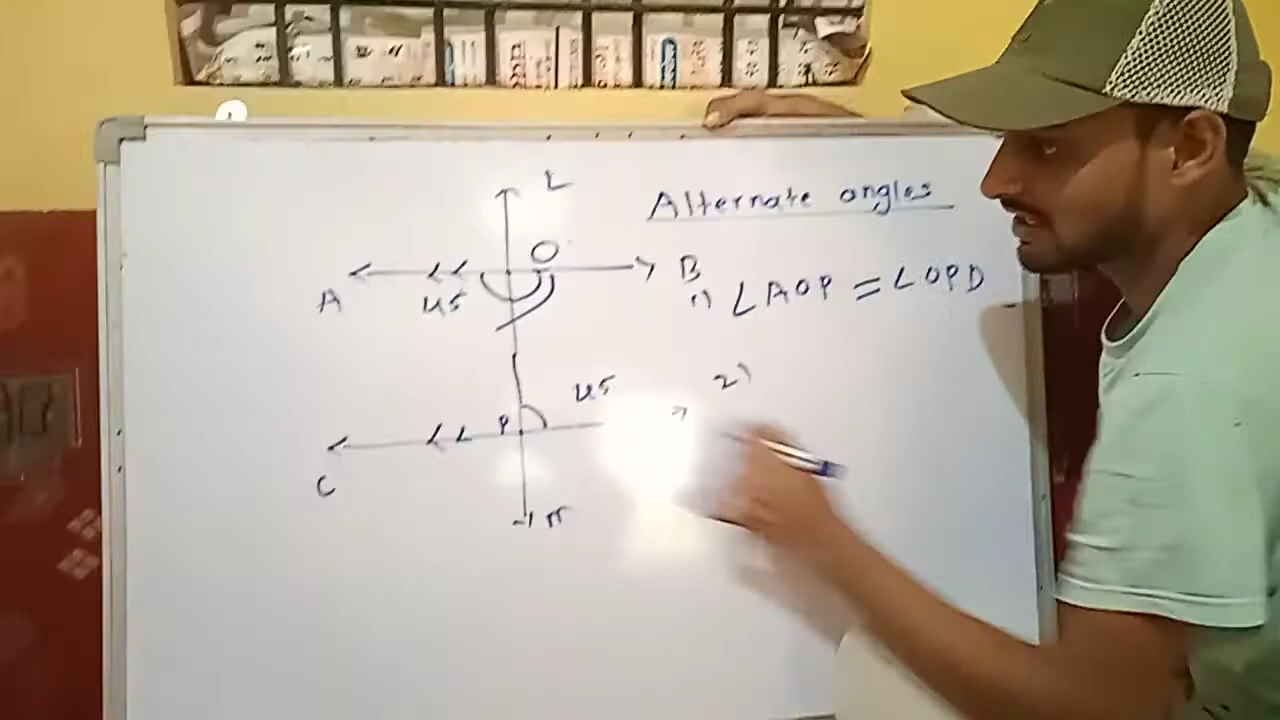 L
Alternate angles
O
A
B
45
1) ∠AOP = ∠OPD
2)
45
P
C